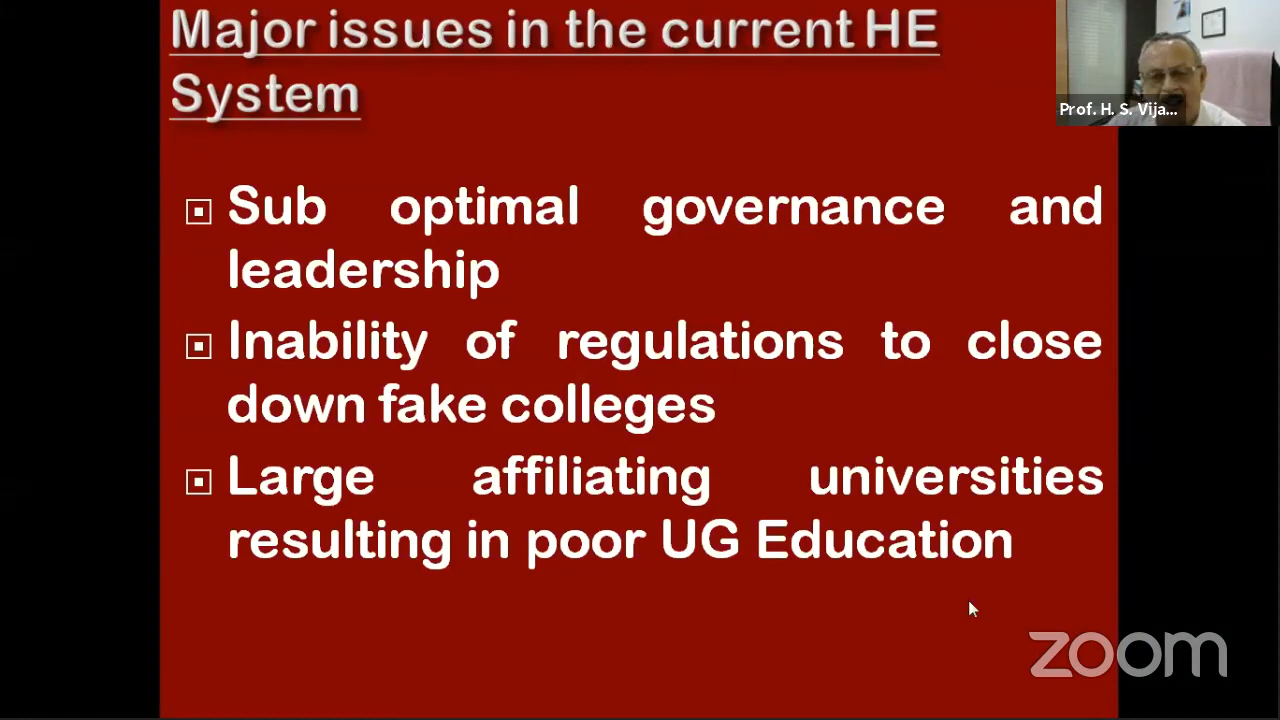 Major issues in the current HE
System
Prof. H. S. Vija...
Sub optimal governance and
leadership
Inability of regulations to close
down fake colleges
Large affiliating universities
resulting in poor UG Education
zoom